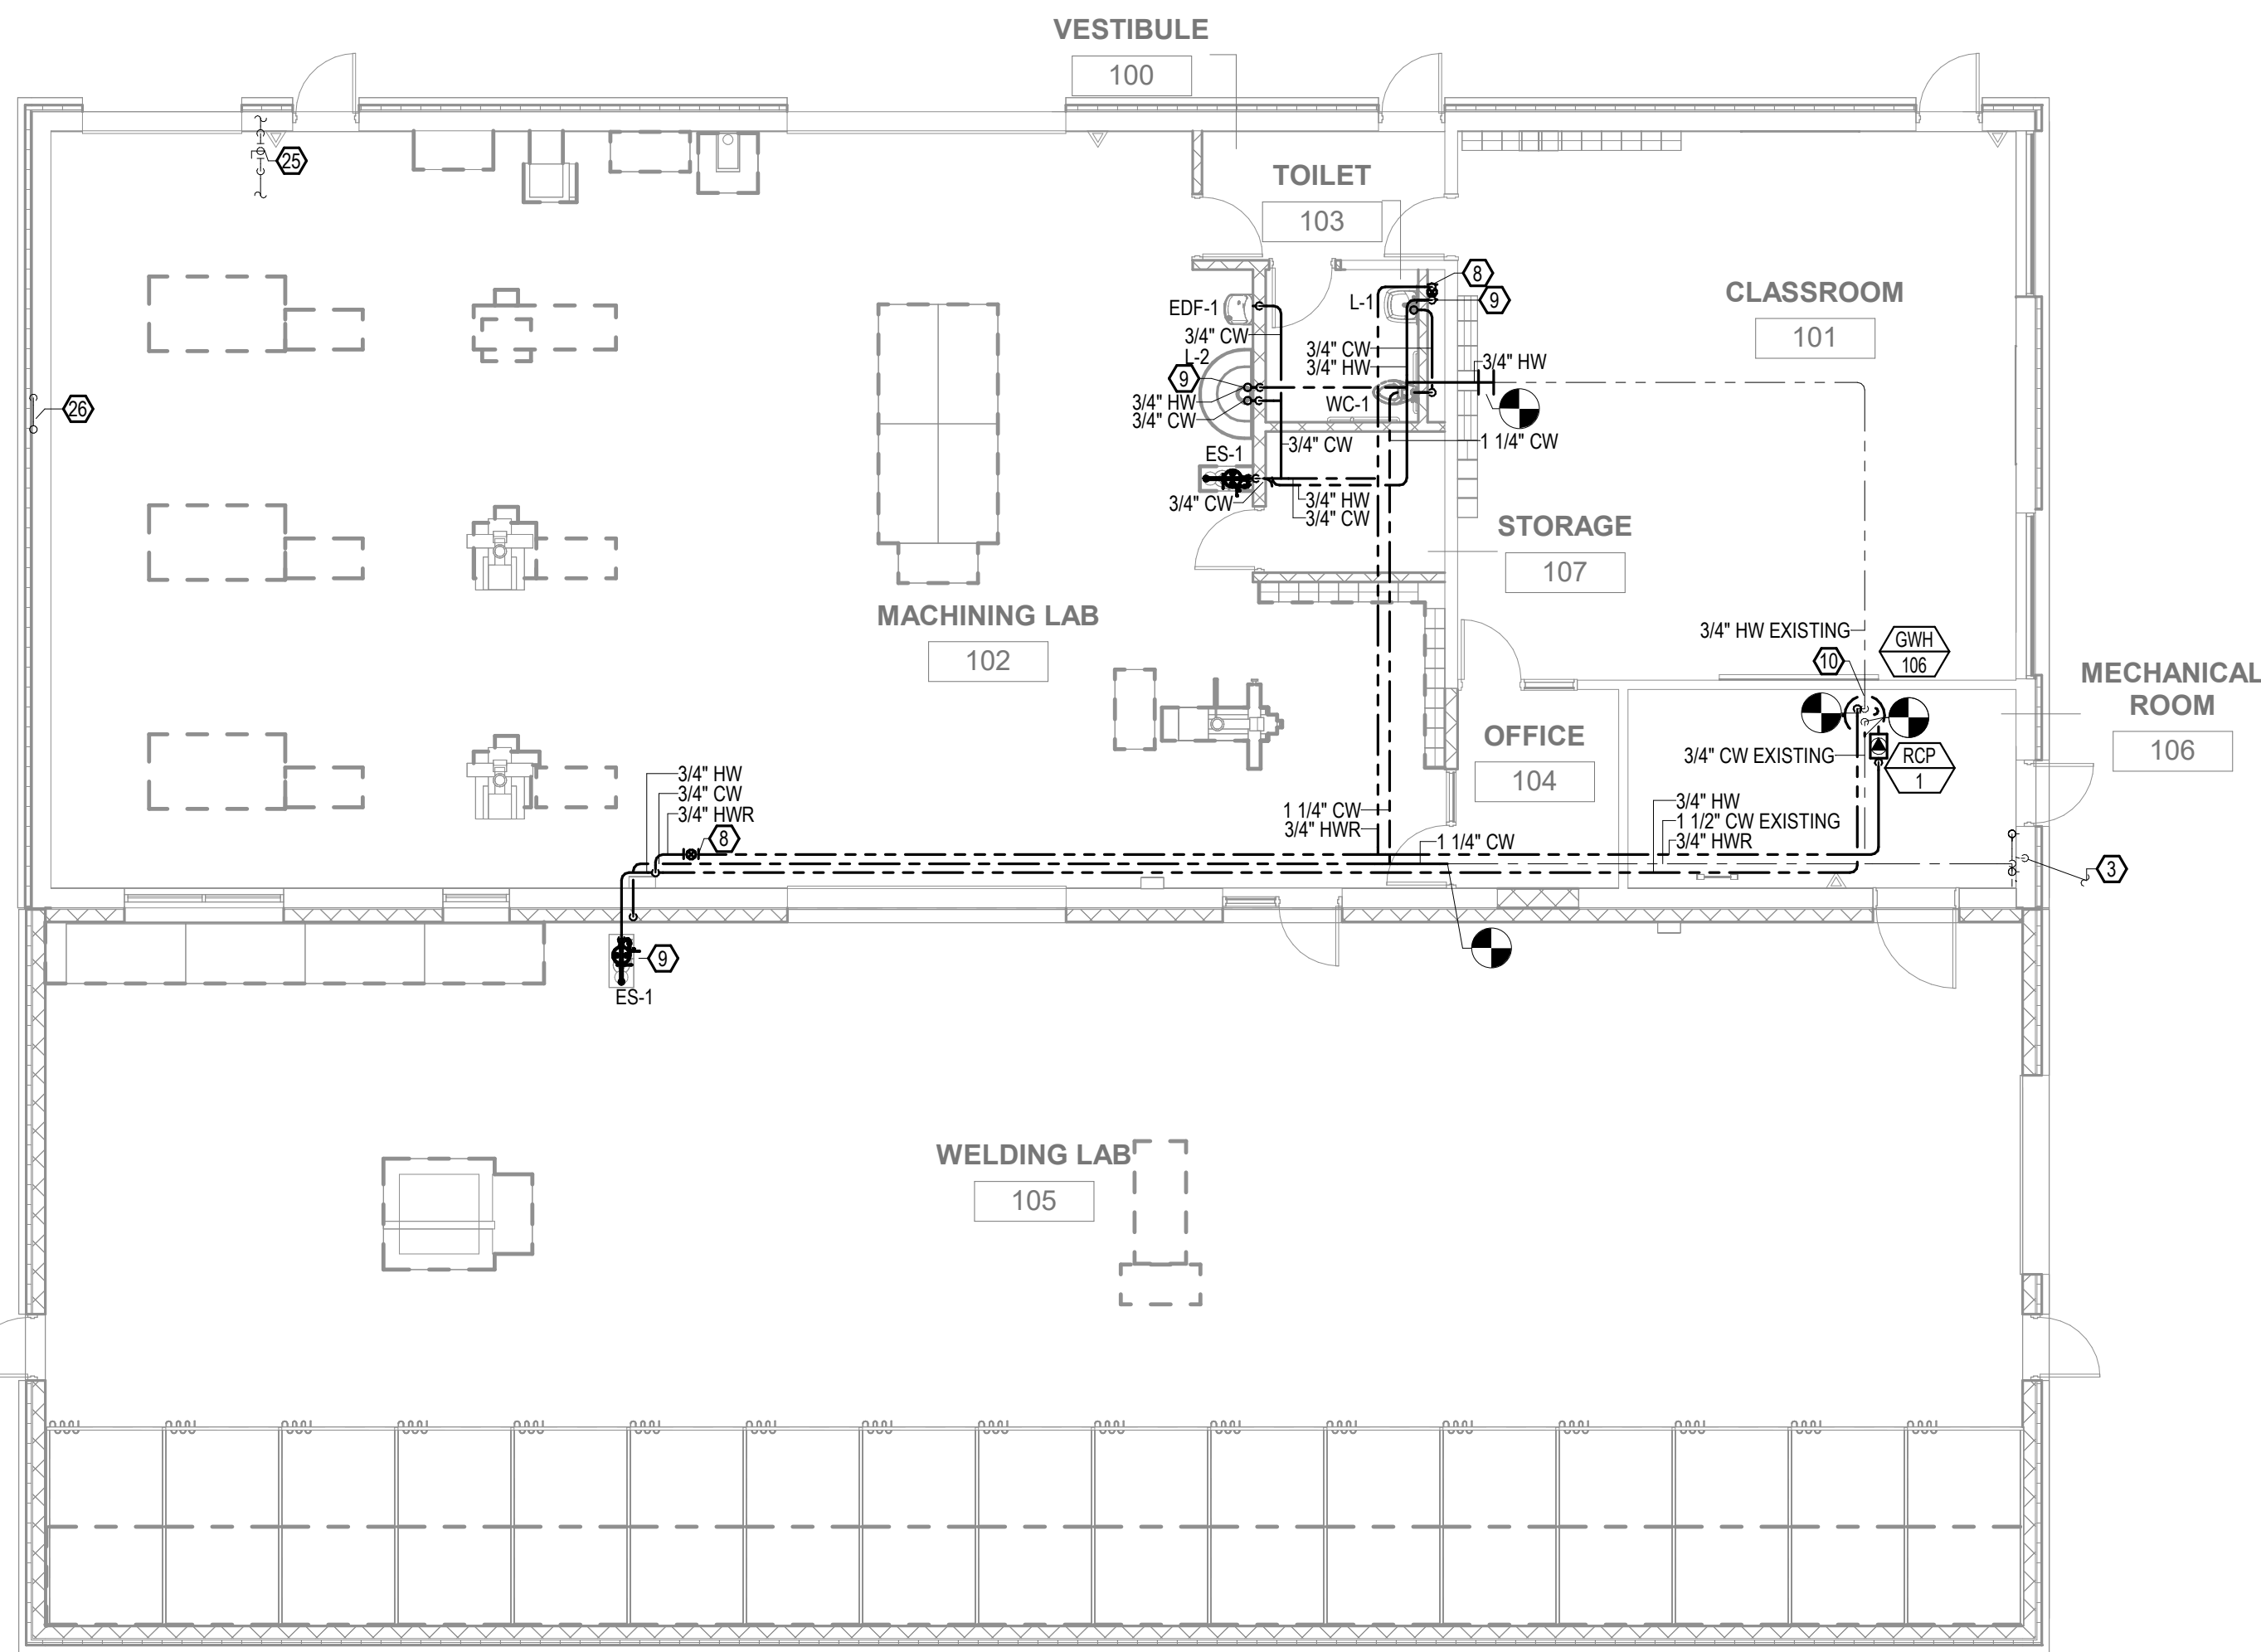 VESTIBULE
100
25
TOILET
103
8
9
EDF-1
L-1
CLASSROOM
101
3/4" CW
L-2
3/4" CW
3/4" HW
3/4" HW
9
26
3/4" HW
3/4" CW
WC-1
3/4" CW
1 1/4" CW
ES-1
3/4" CW
3/4" HW
3/4" CW
STORAGE
107
MACHINING LAB
102
3/4" HW EXISTING
GWH
106
10
MECHANICAL
ROOM
106
OFFICE
104
3/4" CW EXISTING
RCP
1
3/4" HW
3/4" CW
3/4" HWR
8
1 1/4" CW
3/4" HWR
1 1/4" CW
3/4" HW
1 1/2" CW EXISTING
3/4" HWR
3
9
ES-1
WELDING LAB
105